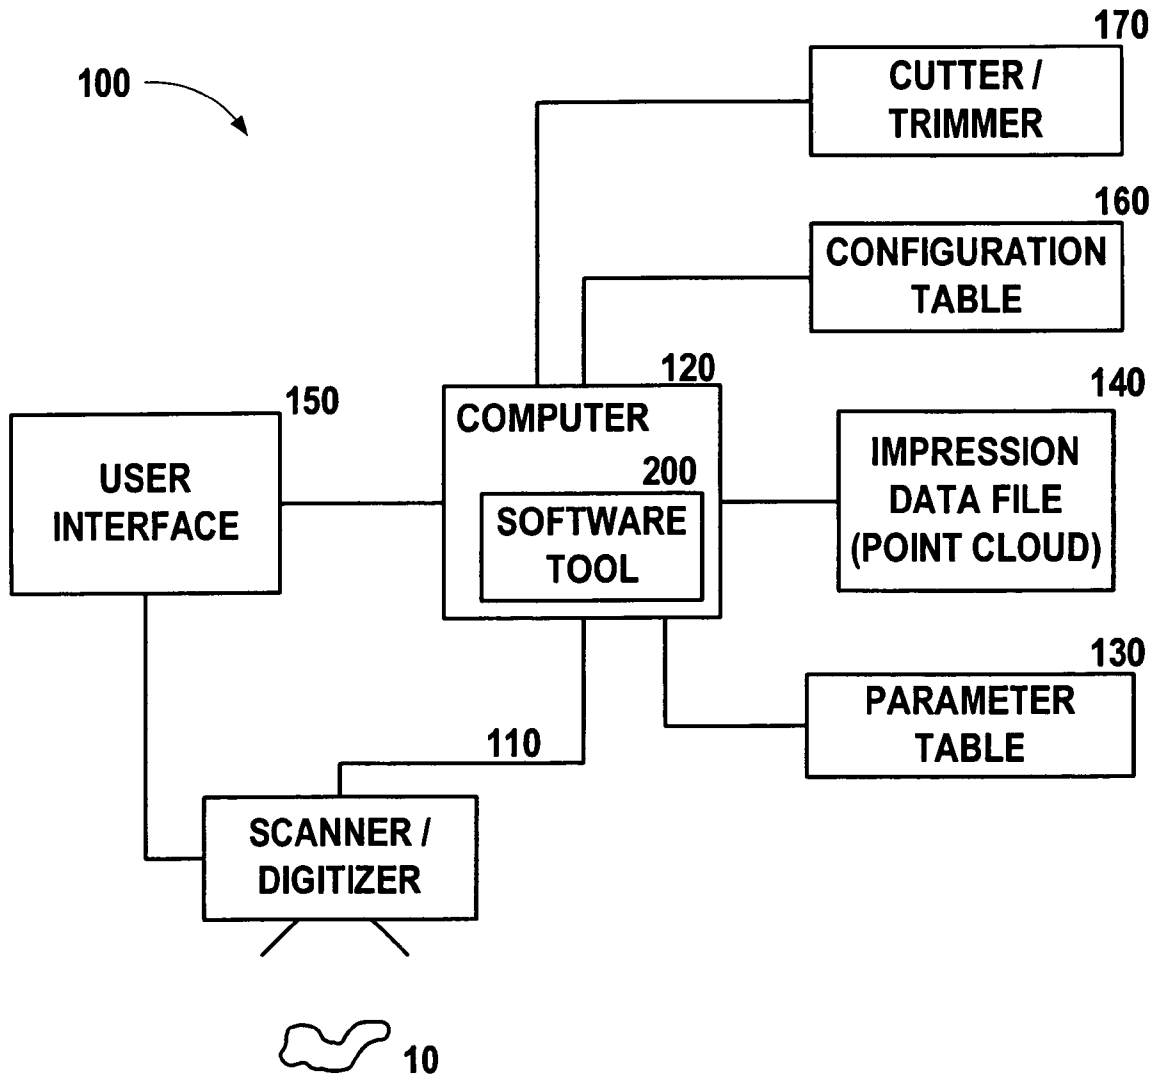 170
CUTTER /
TRIMMER
100
160
CONFIGURATION
TABLE
120
COMPUTER
150
USER
INTERFACE
140
IMPRESSION
DATA FILE
(POINT CLOUD)
200
SOFTWARE
TOOL
130
PARAMETER
TABLE
110
SCANNER /
DIGITIZER
10